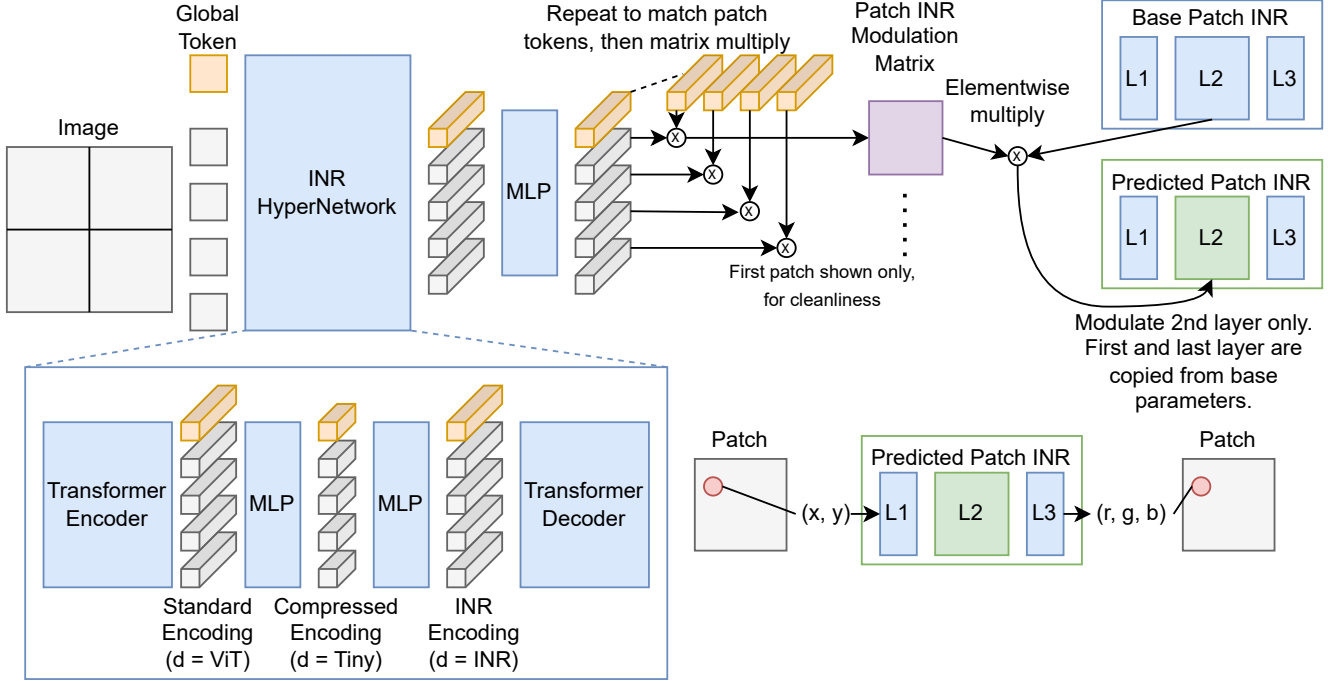 Global
Token
Image
INR
HyperNetwork
MLP
Repeat to match patch
tokens, then matrix multiply
x
x
x
x
First patch shown only,
for cleanliness
Patch INR
Modulation
Matrix
Elementwise
multiply
x
Base Patch INR
L1
L2
L3
Predicted Patch INR
L1
L2
L3
Modulate 2nd layer only.
First and last layer are
copied from base
parameters.
Transformer
Encoder
MLP
MLP
Transformer
Decoder
Standard
Encoding
(d = ViT)
Compressed
Encoding
(d = Tiny)
INR
Encoding
(d = INR)
Patch
(x, y)
Predicted Patch INR
L1
L2
L3
(r, g, b)
Patch